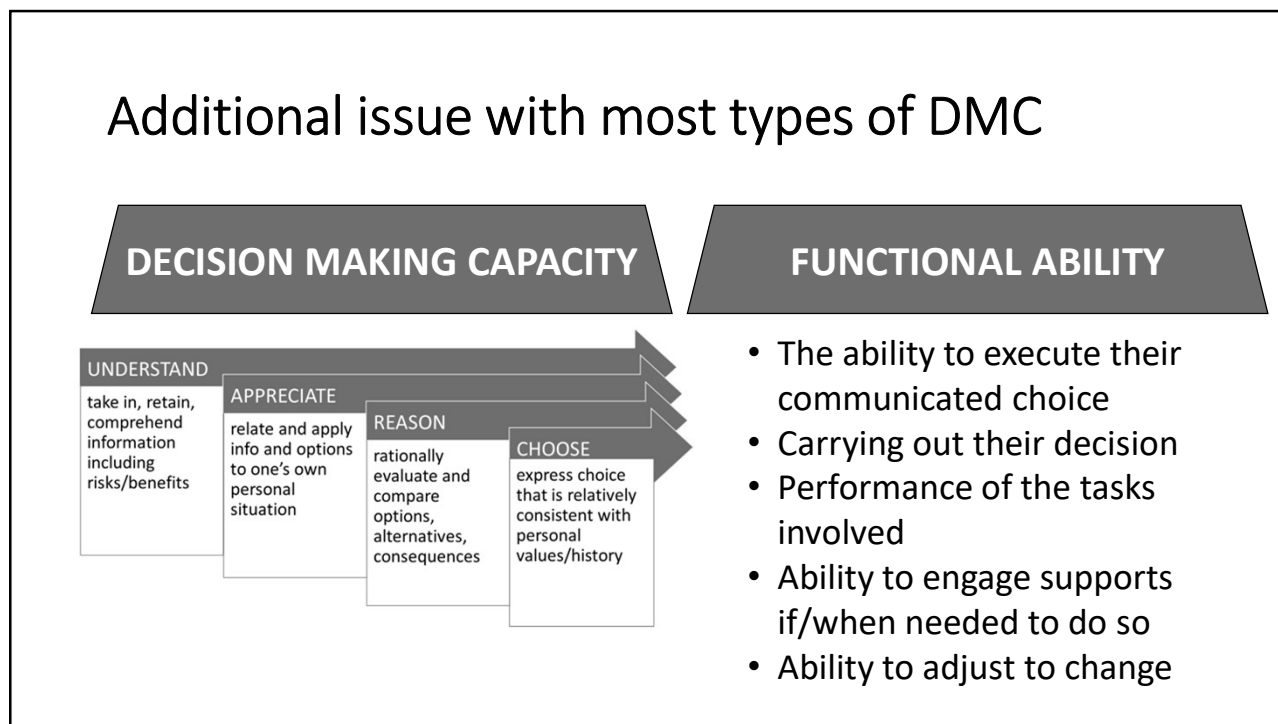 Additional issue with most types of DMC
DECISION MAKING CAPACITY
UNDERSTAND
take in, retain,
comprehend
information
including
risks/benefits
APPRECIATE
relate and apply
info and options
to one's own
personal
situation
REASON
rationally
evaluate and
compare
options,
alternatives,
consequences
CHOOSE
express choice
that is relatively
consistent with
personal
values/history
FUNCTIONAL ABILITY
• The ability to execute their
communicated choice
• Carrying out their decision
• Performance of the tasks
involved
• Ability to engage supports
if/when needed to do so
• Ability to adjust to change